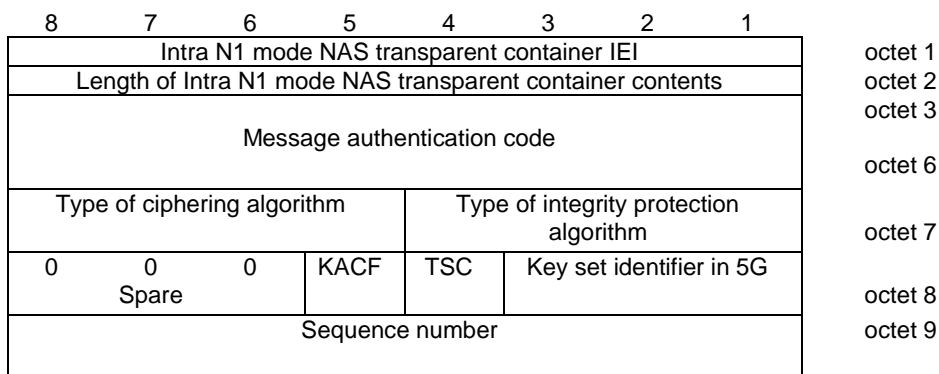 8 7 6 5 4 3 2 1
Intra N1 mode NAS transparent container IEI octet 1
Length of Intra N1 mode NAS transparent container contents octet 2
octet 3
Message authentication code
octet 6
Type of ciphering algorithm Type of integrity protection
algorithm octet 7
0 0 0 KACF TSC Key set identifier in 5G
Spare octet 8
Sequence number octet 9